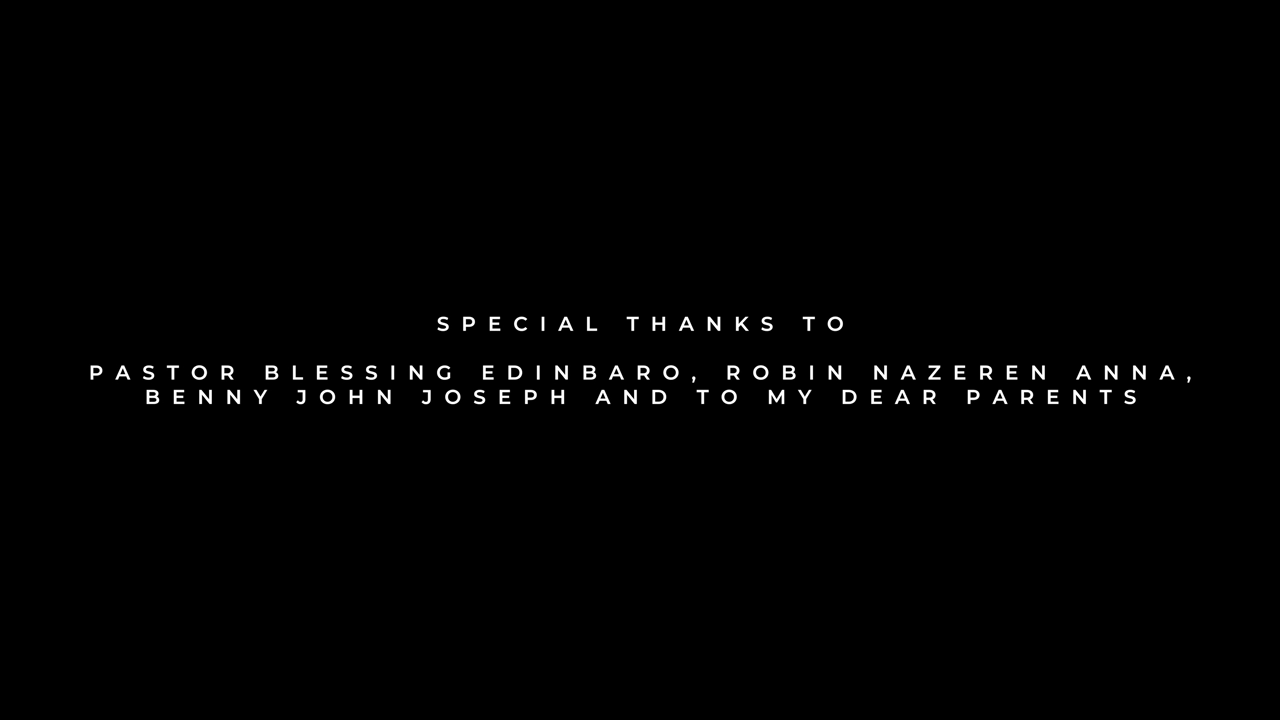 SPECIAL THANKS TO
PASTOR BLESSING EDINBARO, ROBIN NAZEREN ANNA,
BENNY JOHN JOSEPH AND TO MY DEAR PARENTS